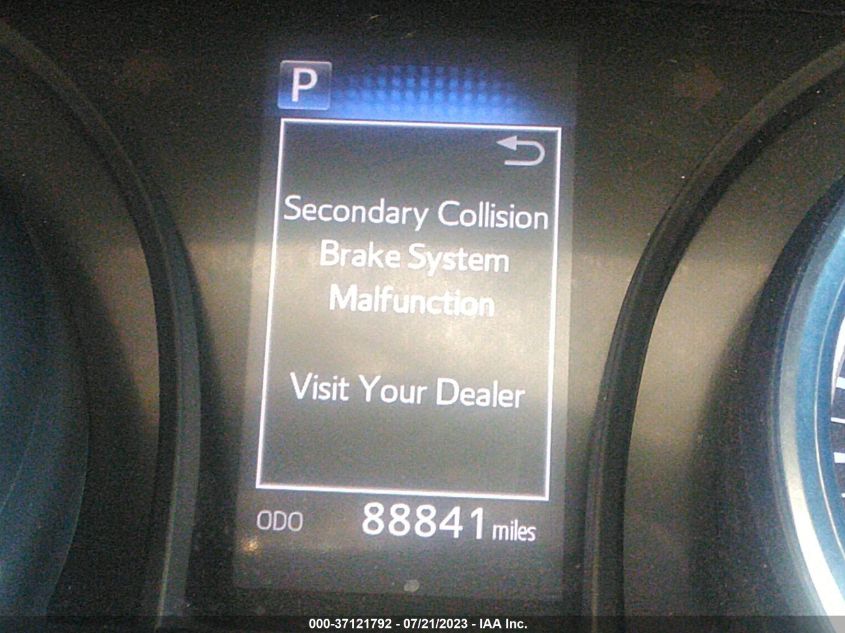 P
Secondary Collision
Brake System
Malfunction
Visit Your Dealer
ODO 88841 miles
000-37121792 - 07/21/2023 - IAA Inc.